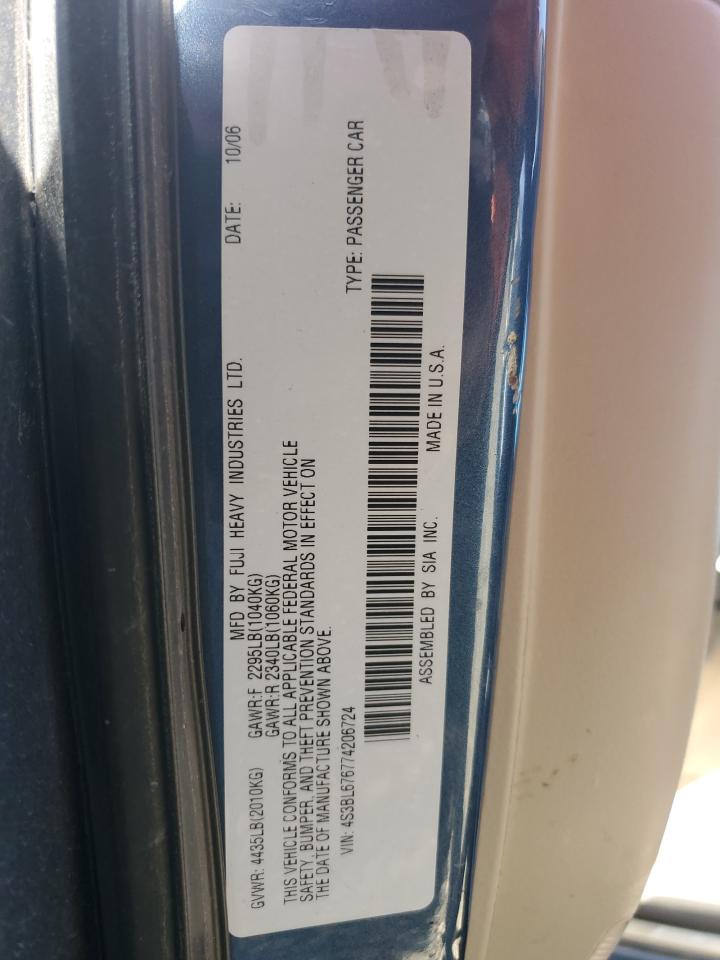 MFD BY FUJI HEAVY INDUSTRIES LTD. DATE: 10/06
GVWR: 4435LB(2010KG) GAWR:F 2295LB(1040KG)
GAWR:R 2340LB(1060KG)
THIS VEHICLE CONFORMS TO ALL APPLICABLE FEDERAL MOTOR VEHICLE
SAFETY, BUMPER, AND THEFT PREVENTION STANDARDS IN EFFECT ON
THE DATE OF MANUFACTURE SHOWN ABOVE.
VIN: 4S3BL676774206724 TYPE: PASSENGER CAR
ASSEMBLED BY SIA INC. MADE IN U.S.A.